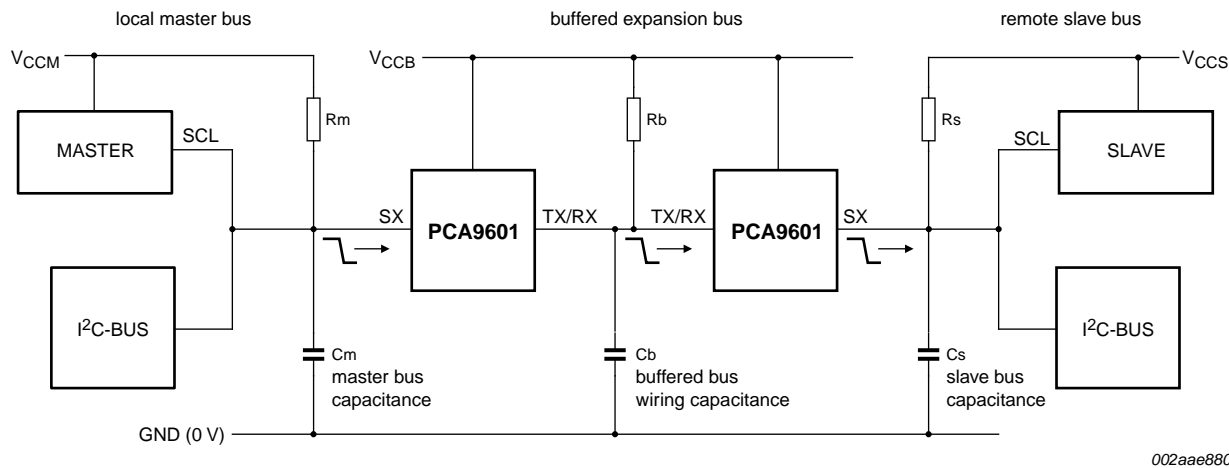 local master bus
buffered expansion bus
remote slave bus
VCCM
VCCB
VCCS
Rm
Rb
Rs
MASTER
SCL
SCL
SLAVE
SX
PCA9601
TX/RX
TX/RX
PCA9601
SX
I2C-BUS
I2C-BUS
Cm
master bus
capacitance
Cb
buffered bus
wiring capacitance
Cs
slave bus
capacitance
GND (0 V)
002aae880